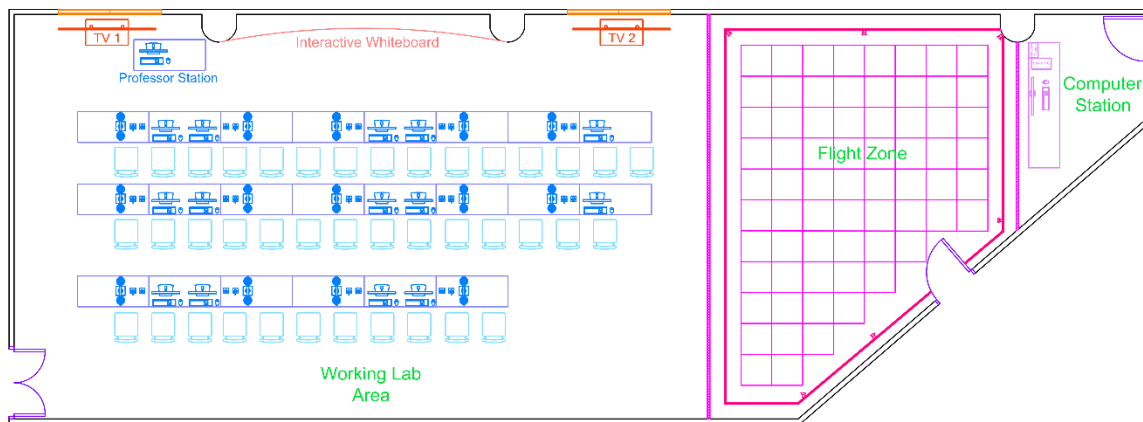 TV 1
Interactive Whiteboard
TV 2
Professor Station
Computer
Station
Flight Zone
Working Lab
Area